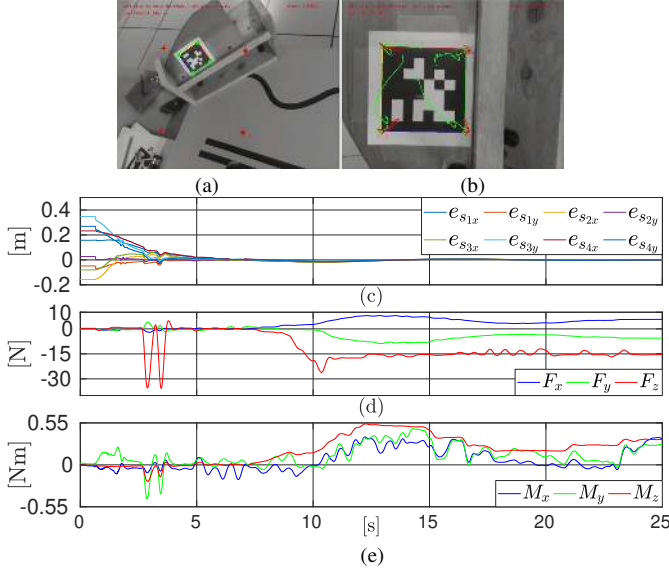 (a)
(b)
0.4
0.2
0
-0.2
[m]
e_{s_{1x}} e_{s_{1y}} e_{s_{2x}} e_{s_{2y}}
e_{s_{3x}} e_{s_{3y}} e_{s_{4x}} e_{s_{4y}}
(c)
10
0
-15
-30
[N]
F_x F_y F_z
(d)
0.55
0
-0.55
[Nm]
M_x M_y M_z
0 5 10 15 20 25
[s]
(e)